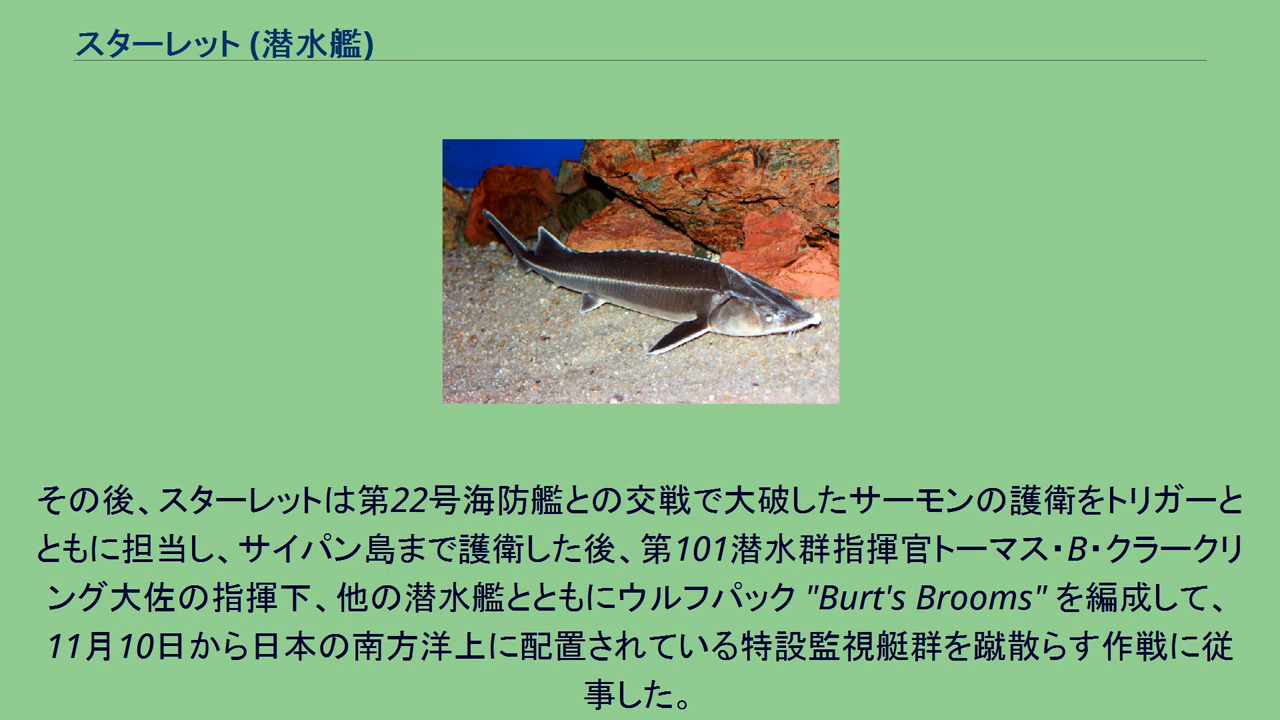 スターレット (潜水艦)
その後、スターレットは第22号海防艦との交戦で大破したサーモンの護衛をトリガーと
ともに担当し、サイパン島まで護衛した後、第101潜水群指揮官トーマス・B・クラークリ
ング大佐の指揮下、他の潜水艦とともにウルフパック "Burt's Brooms" を編成して、
11月10日から日本の南方洋上に配置されている特設監視艇群を蹴散らす作戦に従
事した。